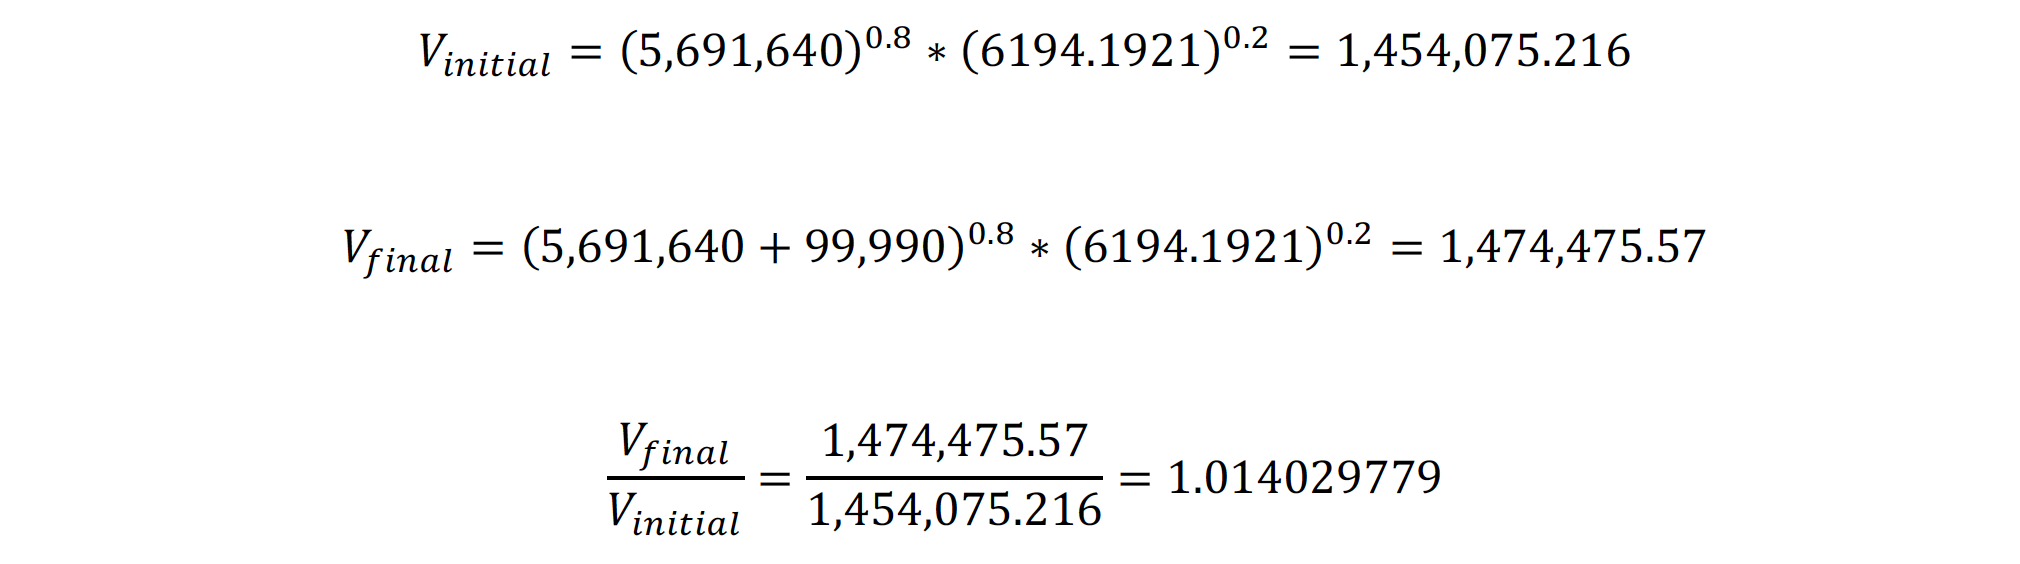 V_initial = (5,691,640)^0.8 * (6194.1921)^0.2 = 1,454,075.216
V_final = (5,691,640 + 99,990)^0.8 * (6194.1921)^0.2 = 1,474,475.57
V_final / V_initial = 1,474,475.57 / 1,454,075.216 = 1.014029779